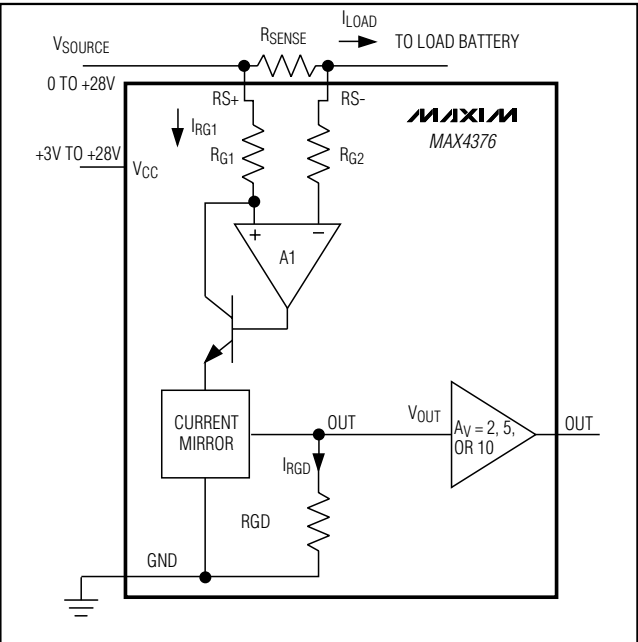 ILOAD
RSENSE
VSOURCE
TO LOAD BATTERY
0 TO +28V
RS+
RS-
MAXIM
MAX4376
IRG1
RG1
RG2
+3V TO +28V
VCC
+
−
A1
CURRENT
MIRROR
OUT
VOUT
AV = 2, 5,
OR 10
OUT
IRGD
RGD
GND